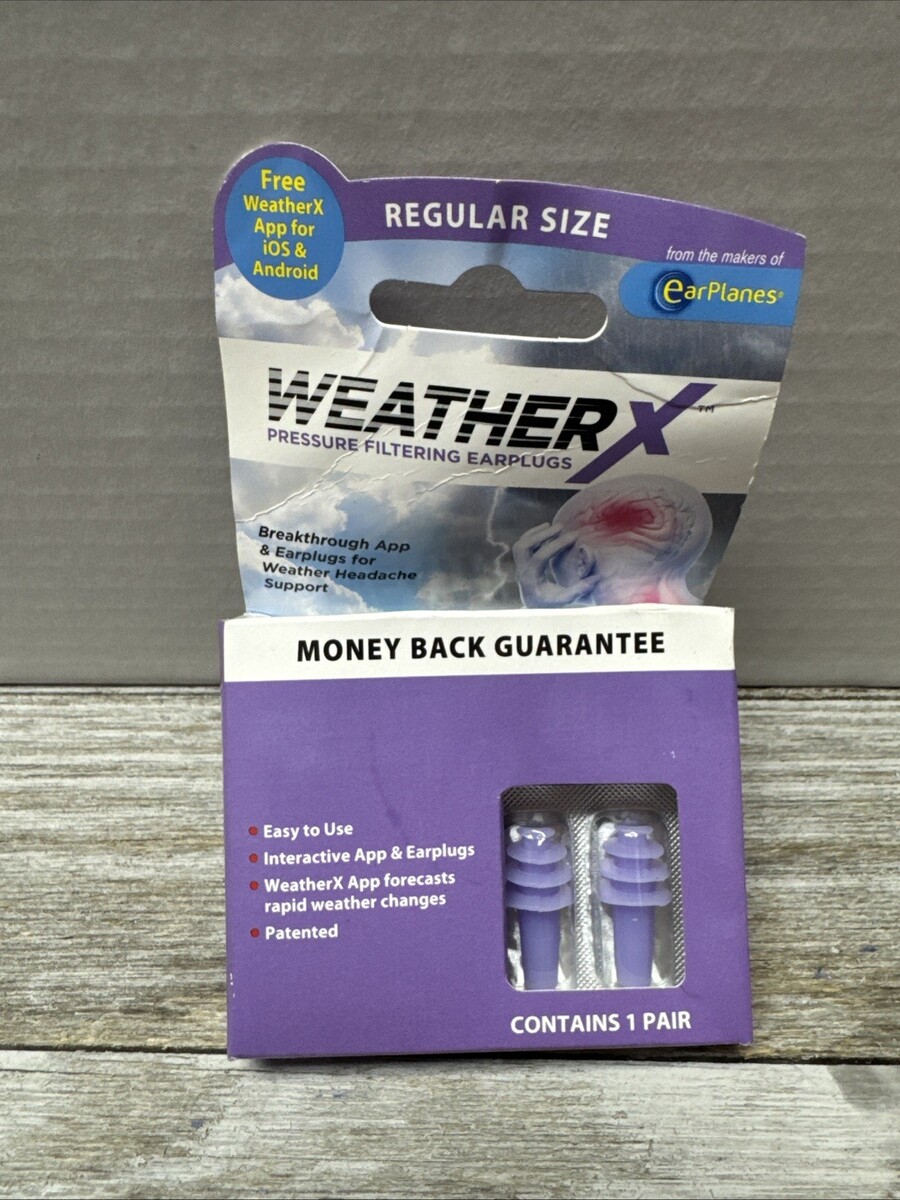 Free
WeatherX
App for
iOS &
Android
REGULAR SIZE
from the makers of
earPlanes®
WEATHERX™
PRESSURE FILTERING EARPLUGS
Breakthrough App
& Earplugs for
Weather Headache
Support
MONEY BACK GUARANTEE
• Easy to Use
• Interactive App & Earplugs
• WeatherX App forecasts
rapid weather changes
• Patented
CONTAINS 1 PAIR